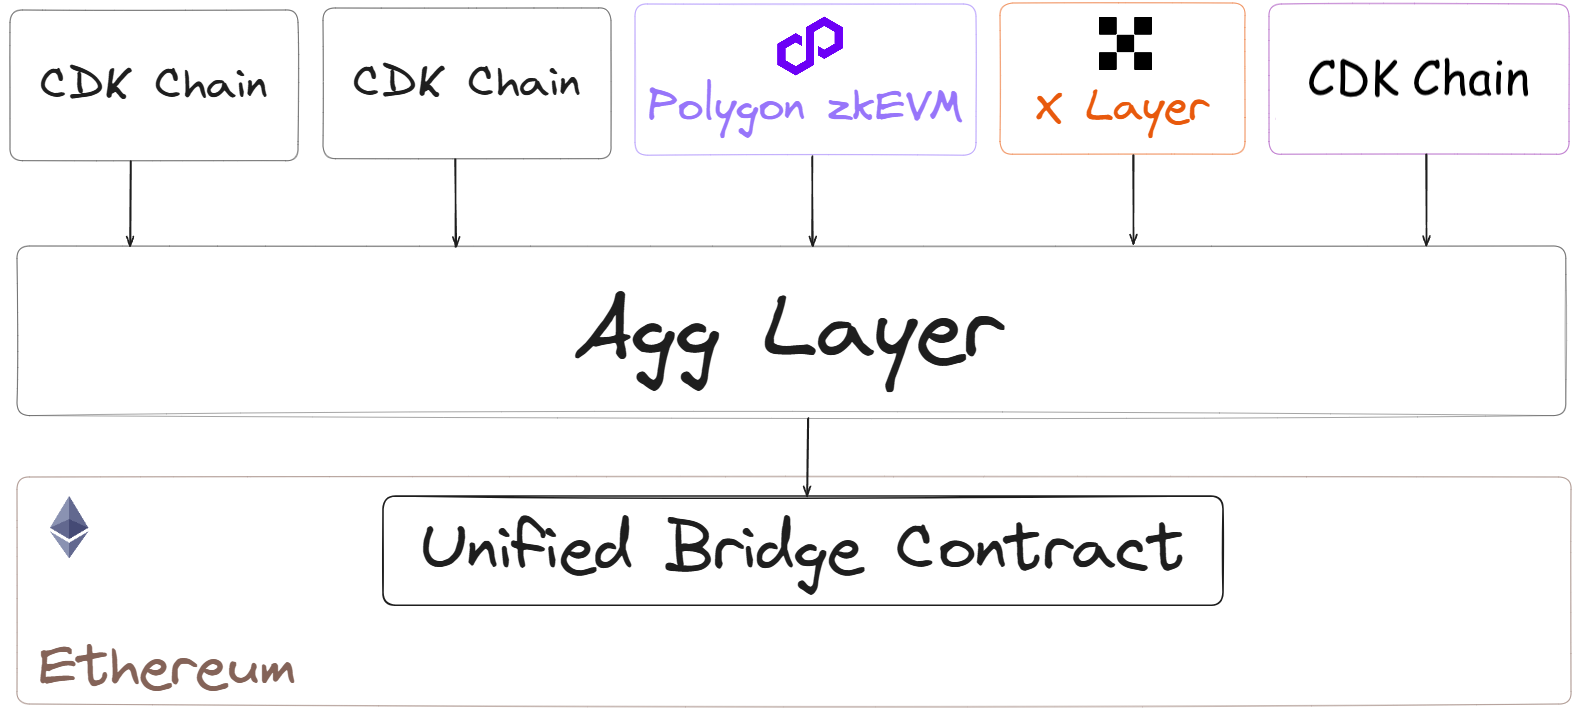 CDK Chain
CDK Chain
Polygon zkEVM
X Layer
CDK Chain
Agg Layer
Unified Bridge Contract
Ethereum